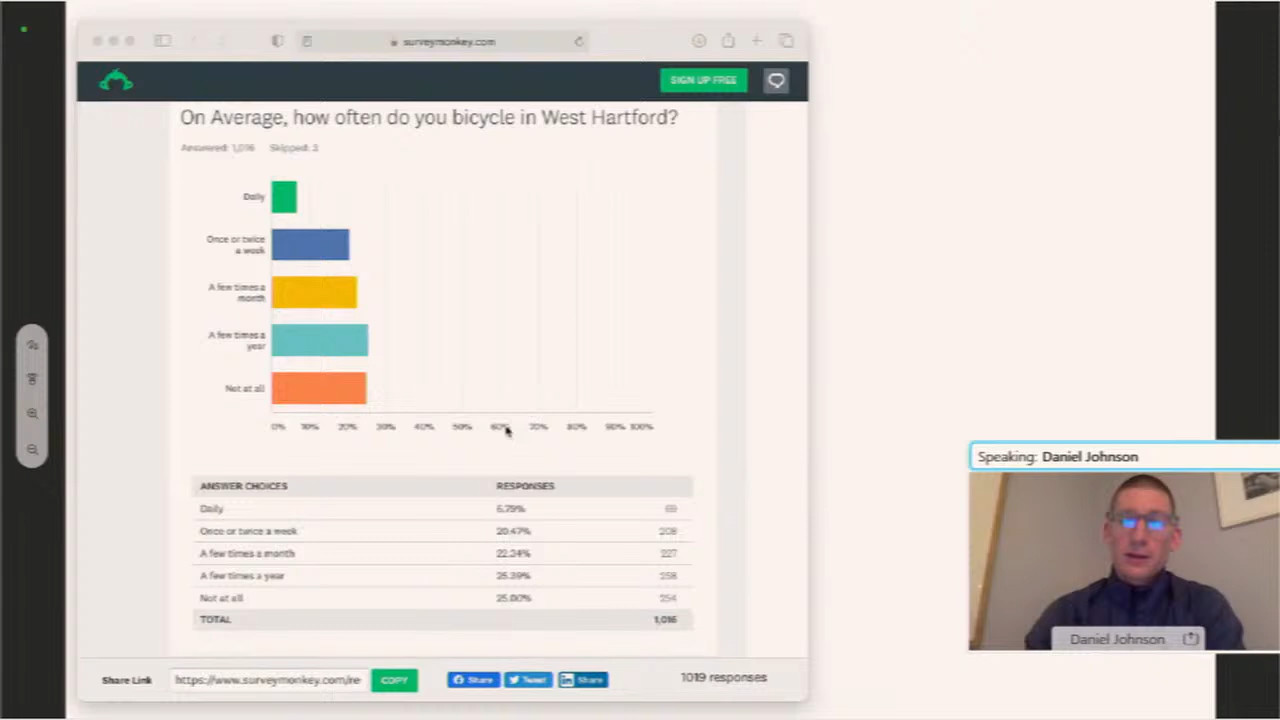 surveymonkey.com
SIGN UP FREE
On Average, how often do you bicycle in West Hartford?
Answered: 1,016 Skipped: 3
Daily
Once or twice
a week
A few times a
month
A few times a
year
Not at all
0% 10% 20% 30% 40% 50% 60% 70% 80% 90% 100%
ANSWER CHOICES RESPONSES
Daily 6.79% 69
Once or twice a week 20.47% 208
A few times a month 22.34% 227
A few times a year 25.39% 258
Not at all 25.00% 254
TOTAL 1,016
Share Link https://www.surveymonkey.com/re COPY Share Tweet Share 1019 responses
Speaking: Daniel Johnson
Daniel Johnson